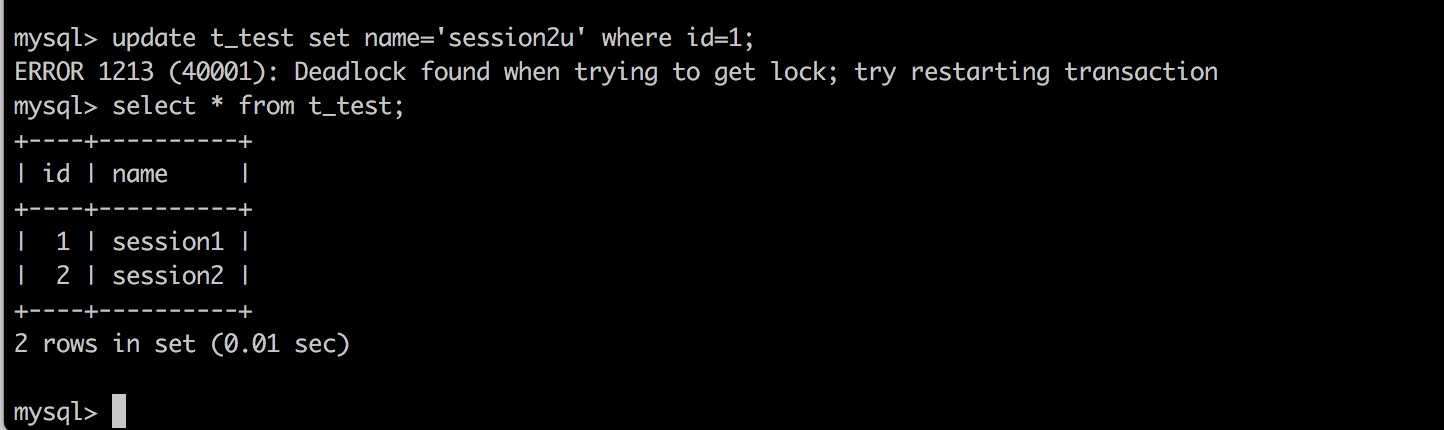 mysql> update t_test set name='session2u' where id=1;
ERROR 1213 (40001): Deadlock found when trying to get lock; try restarting transaction
mysql> select * from t_test;
+----+----------+
| id | name     |
+----+----------+
|  1 | session1 |
|  2 | session2 |
+----+----------+
2 rows in set (0.01 sec)
mysql>